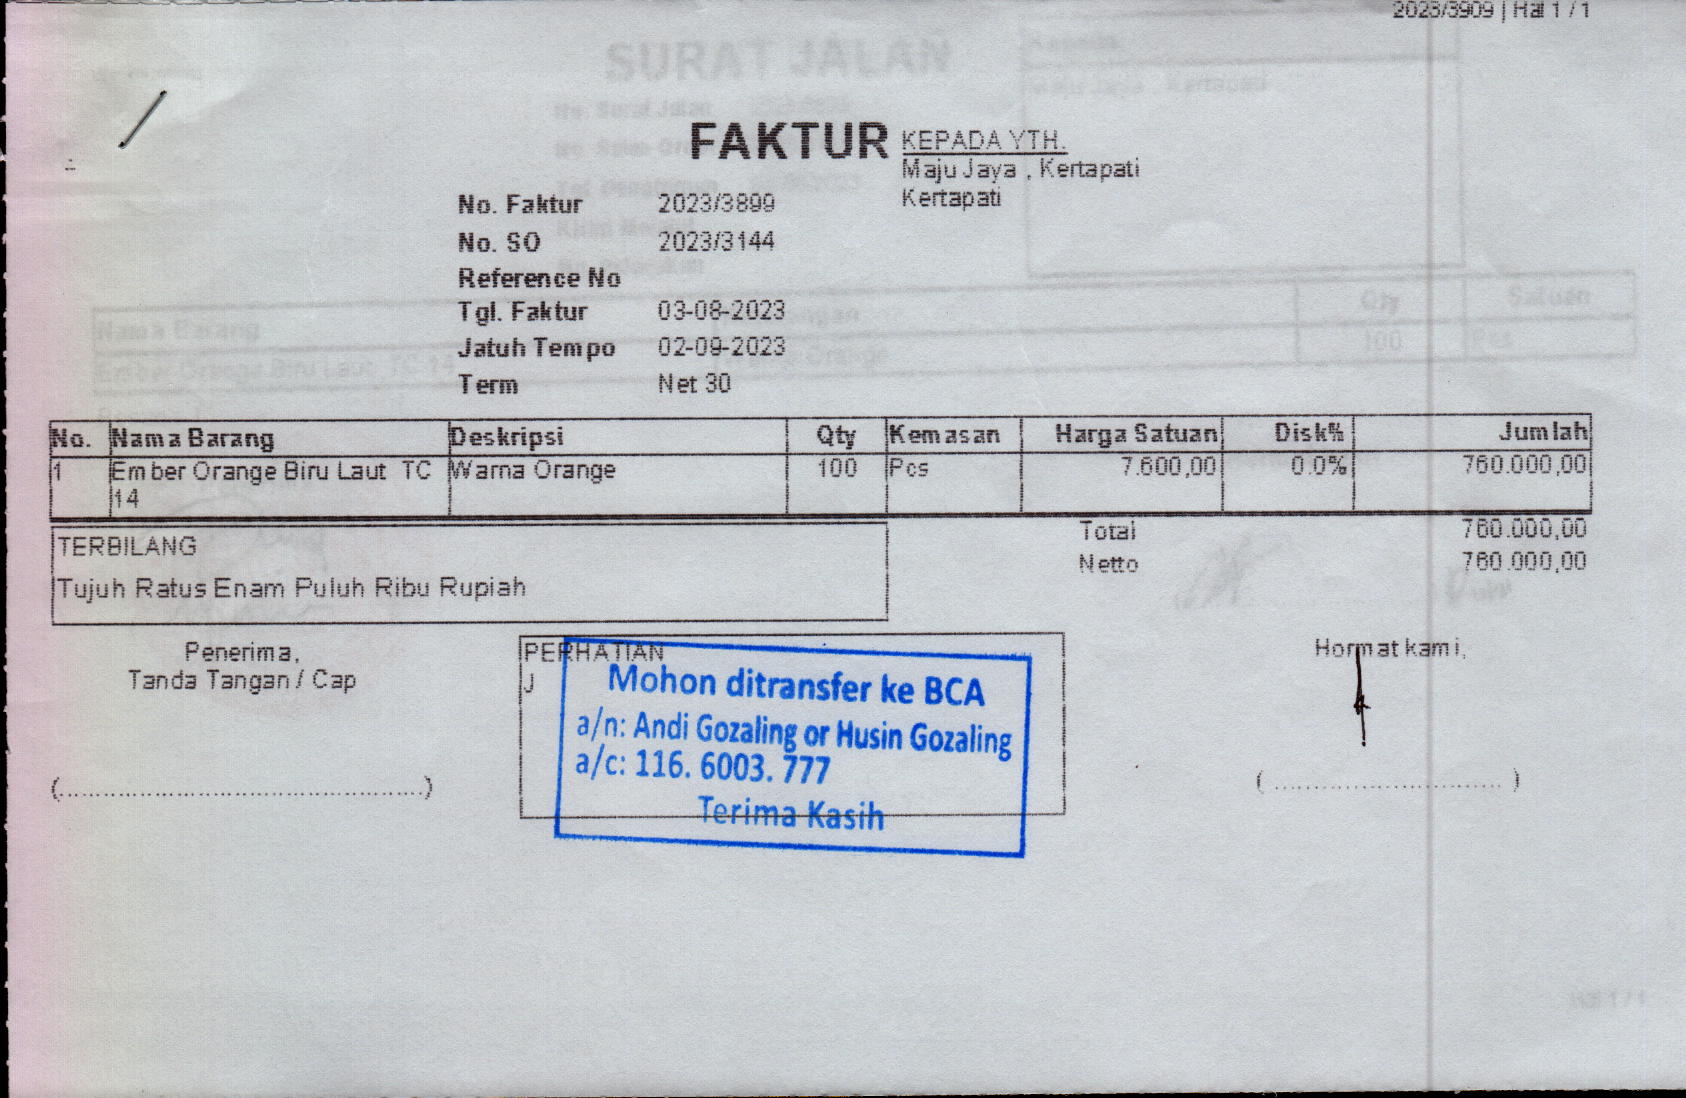 2023/3909 | Hal 1 / 1
SURAT JALAN
FAKTUR
KEPADA YTH.
Maju Jaya , Kertapati
Kertapati
No. Faktur 2023/3899
No. SO 2023/3144
Reference No
Tgl. Faktur 03-08-2023
Jatuh Tempo 02-09-2023
Term Net 30
No. Nama Barang Deskripsi Qty Kemasan Harga Satuan Disk% Jumlah
1 Ember Orange Biru Laut TC Warna Orange 100 Pcs 7.600,00 0.0% 760.000,00
14
Total 760.000,00
Netto 760.000,00
TERBILANG
Tujuh Ratus Enam Puluh Ribu Rupiah
Penerima,
Tanda Tangan / Cap
(..............................................)
PERHATIAN
J
Mohon ditransfer ke BCA
a/n: Andi Gozaling or Husin Gozaling
a/c: 116. 6003. 777
Terima Kasih
Hormat kami,
( ............................ )